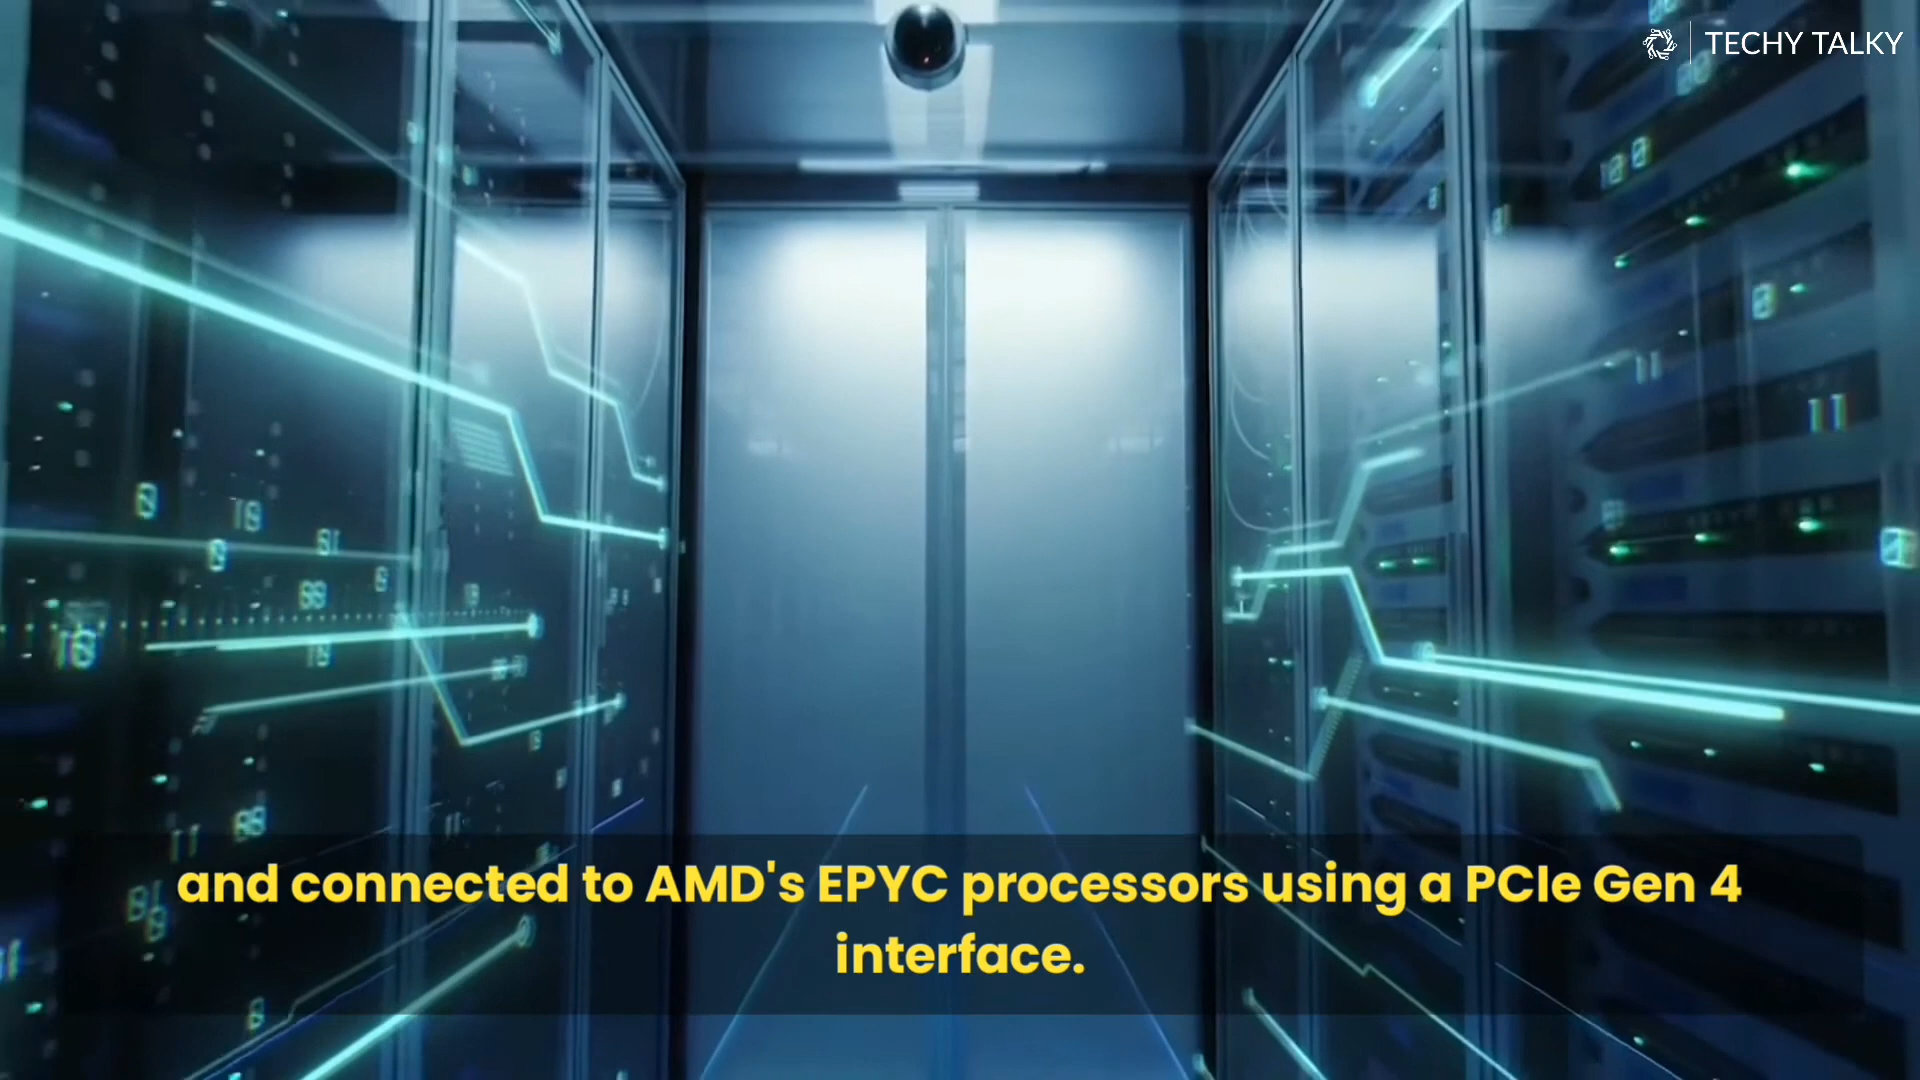 TECHY TALKY
and connected to AMD's EPYC processors using a PCIe Gen 4
interface.